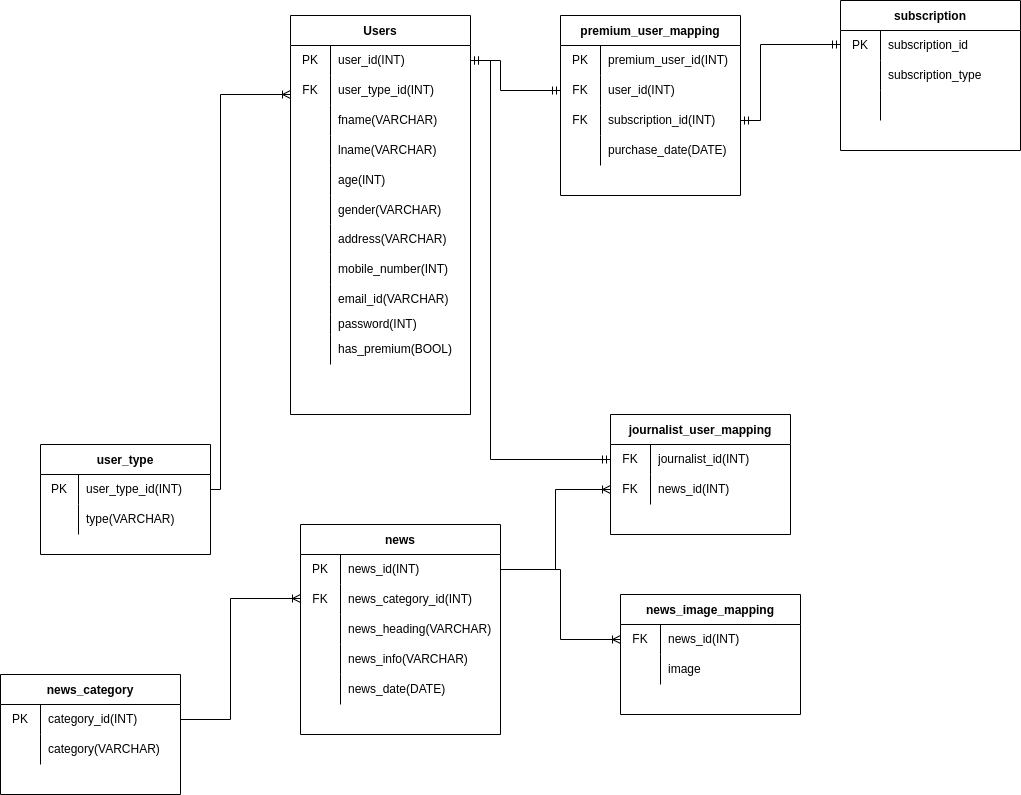 Users
PK user_id(INT)
FK user_type_id(INT)
fname(VARCHAR)
lname(VARCHAR)
age(INT)
gender(VARCHAR)
address(VARCHAR)
mobile_number(INT)
email_id(VARCHAR)
password(INT)
has_premium(BOOL)
premium_user_mapping
PK premium_user_id(INT)
FK user_id(INT)
FK subscription_id(INT)
purchase_date(DATE)
subscription
PK subscription_id
subscription_type
user_type
PK user_type_id(INT)
type(VARCHAR)
journalist_user_mapping
FK journalist_id(INT)
FK news_id(INT)
news
PK news_id(INT)
FK news_category_id(INT)
news_heading(VARCHAR)
news_info(VARCHAR)
news_date(DATE)
news_image_mapping
FK news_id(INT)
image
news_category
PK category_id(INT)
category(VARCHAR)